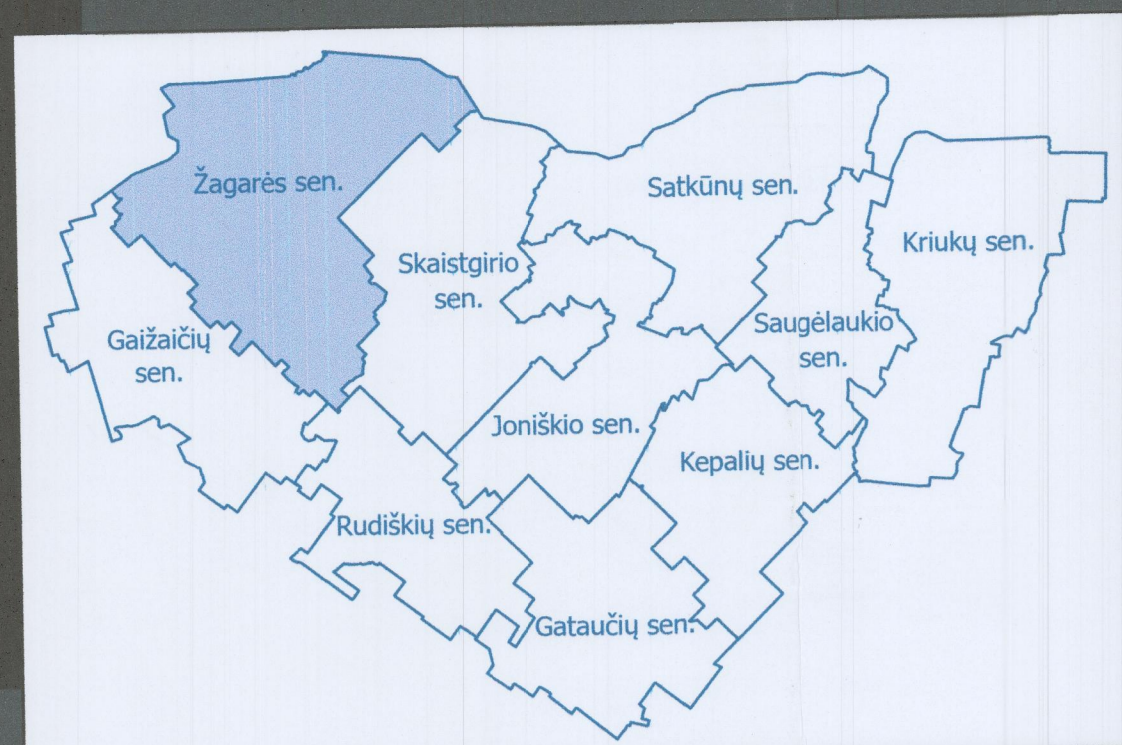 Žagarės sen.
Satkūnų sen.
Kriukų sen.
Skaistgirio
sen.
Saugėlaukio
sen.
Gaižaičių
sen.
Joniškio sen.
Kepalių sen.
Rudiškių sen.
Gataučių sen.